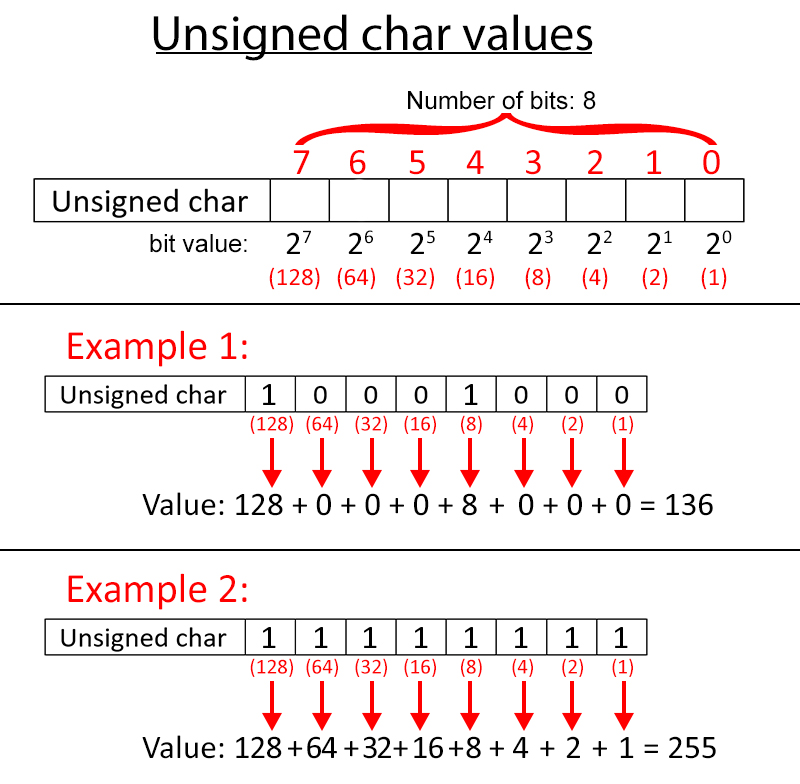 Unsigned char values
Number of bits: 8
7 6 5 4 3 2 1 0
Unsigned char
bit value: 2⁷ 2⁶ 2⁵ 2⁴ 2³ 2² 2¹ 2⁰
(128) (64) (32) (16) (8) (4) (2) (1)
Example 1:
Unsigned char 1 0 0 0 1 0 0 0
(128) (64) (32) (16) (8) (4) (2) (1)
Value: 128 + 0 + 0 + 0 + 8 + 0 + 0 + 0 = 136
Example 2:
Unsigned char 1 1 1 1 1 1 1 1
(128) (64) (32) (16) (8) (4) (2) (1)
Value: 128+64+32+16+8 + 4 + 2 + 1 = 255